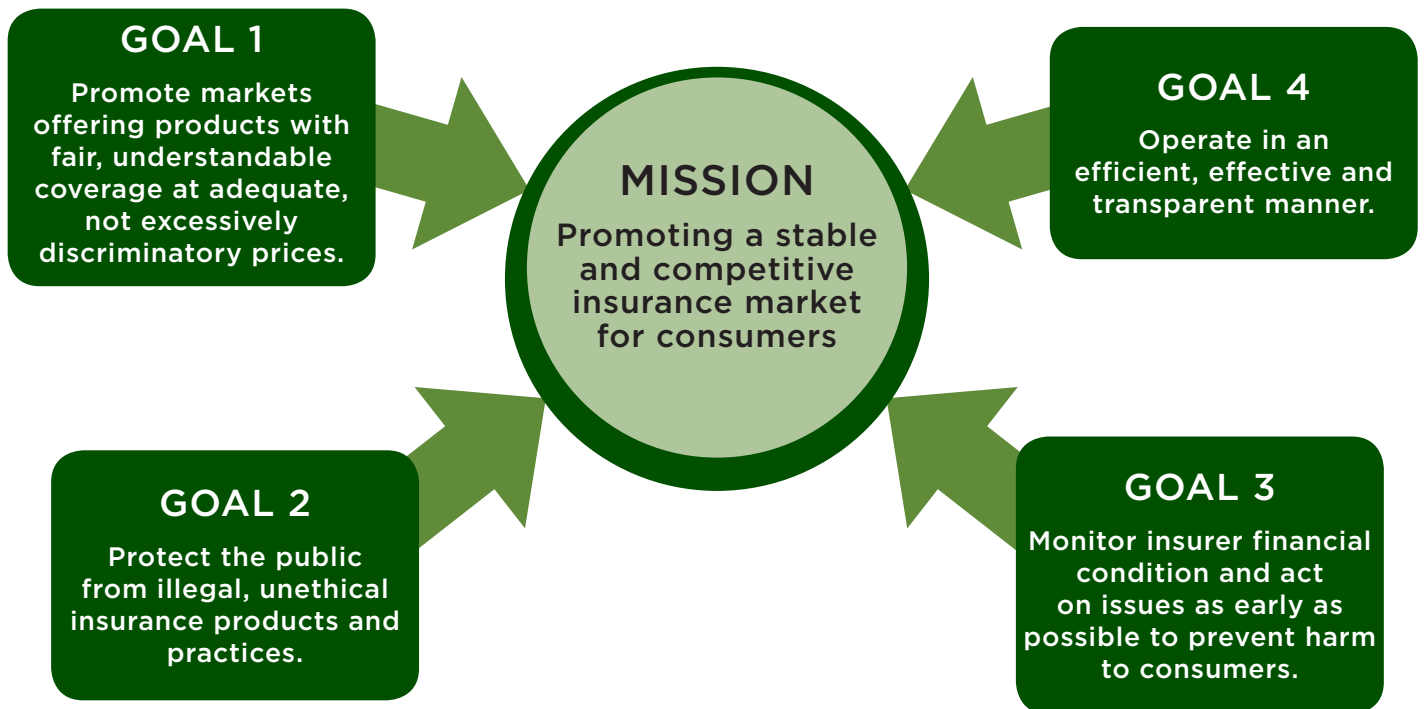 GOAL 1
Promote markets
offering products with
fair, understandable
coverage at adequate,
not excessively
discriminatory prices.
MISSION
Promoting a stable
and competitive
insurance market
for consumers
GOAL 4
Operate in an
efficient, effective and
transparent manner.
GOAL 2
Protect the public
from illegal, unethical
insurance products and
practices.
GOAL 3
Monitor insurer financial
condition and act
on issues as early as
possible to prevent harm
to consumers.